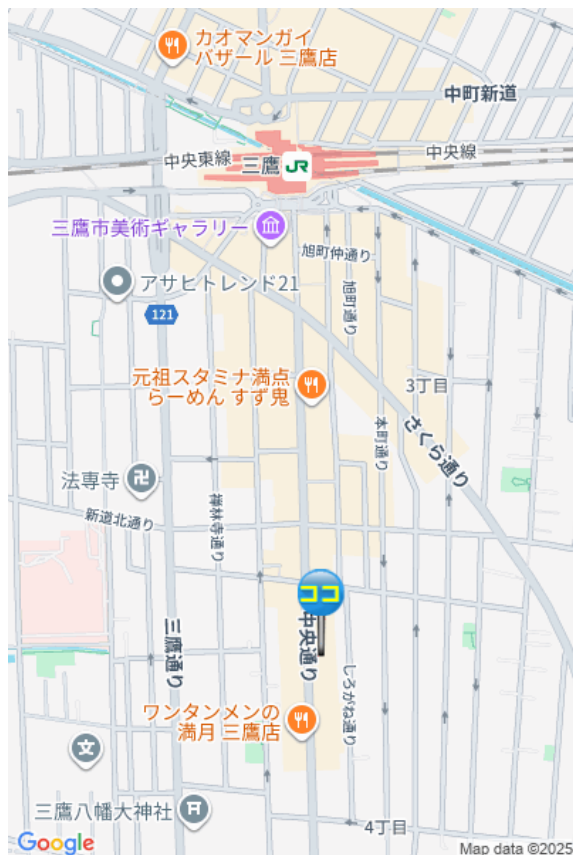 カオマンガイ
バザール 三鷹店
中町新道
中央東線
三鷹
JR
中央線
三鷹市美術ギャラリー
旭町仲通り
アサヒトレンド21
旭町通り
121
元祖スタミナ満点
らーめん すず鬼
3丁目
本町通り
さくら通り
法専寺
禅林寺通り
新道北通り
ココ
中央通り
三鷹通り
しろがね通り
ワンタンメンの
満月 三鷹店
文
三鷹八幡大神社
4丁目
Google
Map data ©2025